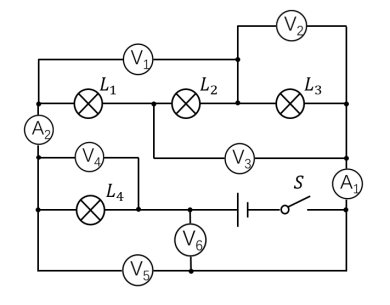 V₂
V₁
L₁ L₂ L₃
A₂
V₄ V₃
L₄ S A₁
V₆
V₅